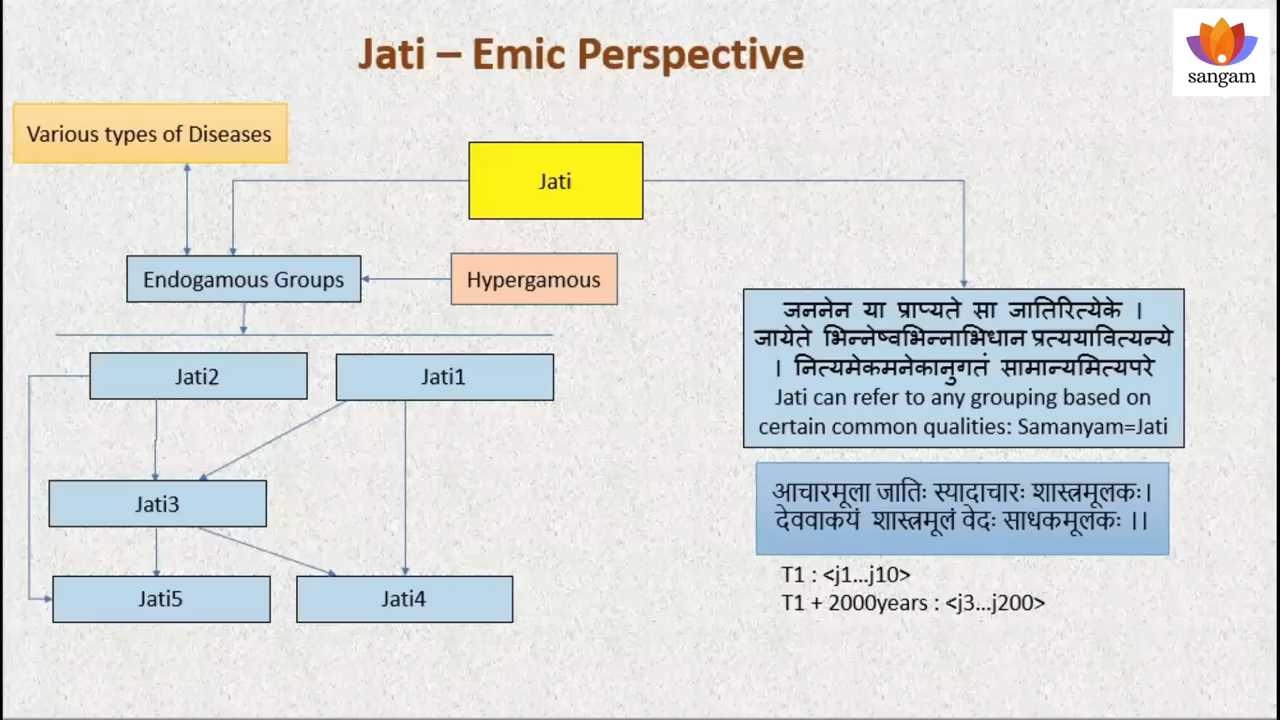 Jati – Emic Perspective
sangam
Various types of Diseases
Jati
Endogamous Groups
Hypergamous
Jati2
Jati1
Jati3
Jati5
Jati4
जननेन या प्राप्यते सा जातिरित्येके ।
जायेते भिन्नेष्वभिन्नाभिधान प्रत्ययावित्यन्ये
। नित्यमेकमनेकानुगतं सामान्यमित्यपरे
Jati can refer to any grouping based on
certain common qualities: Samanyam=Jati
आचारमूला जातिः स्यादाचारः शास्त्रमूलकः।
देववाकयं शास्त्रमूलं वेदः साधकमूलकः ।।
T1 : <j1...j10>
T1 + 2000years : <j3...j200>